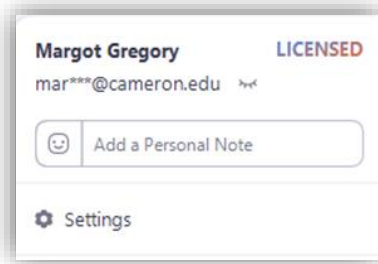 Margot Gregory LICENSED
mar***@cameron.edu
Add a Personal Note
Settings